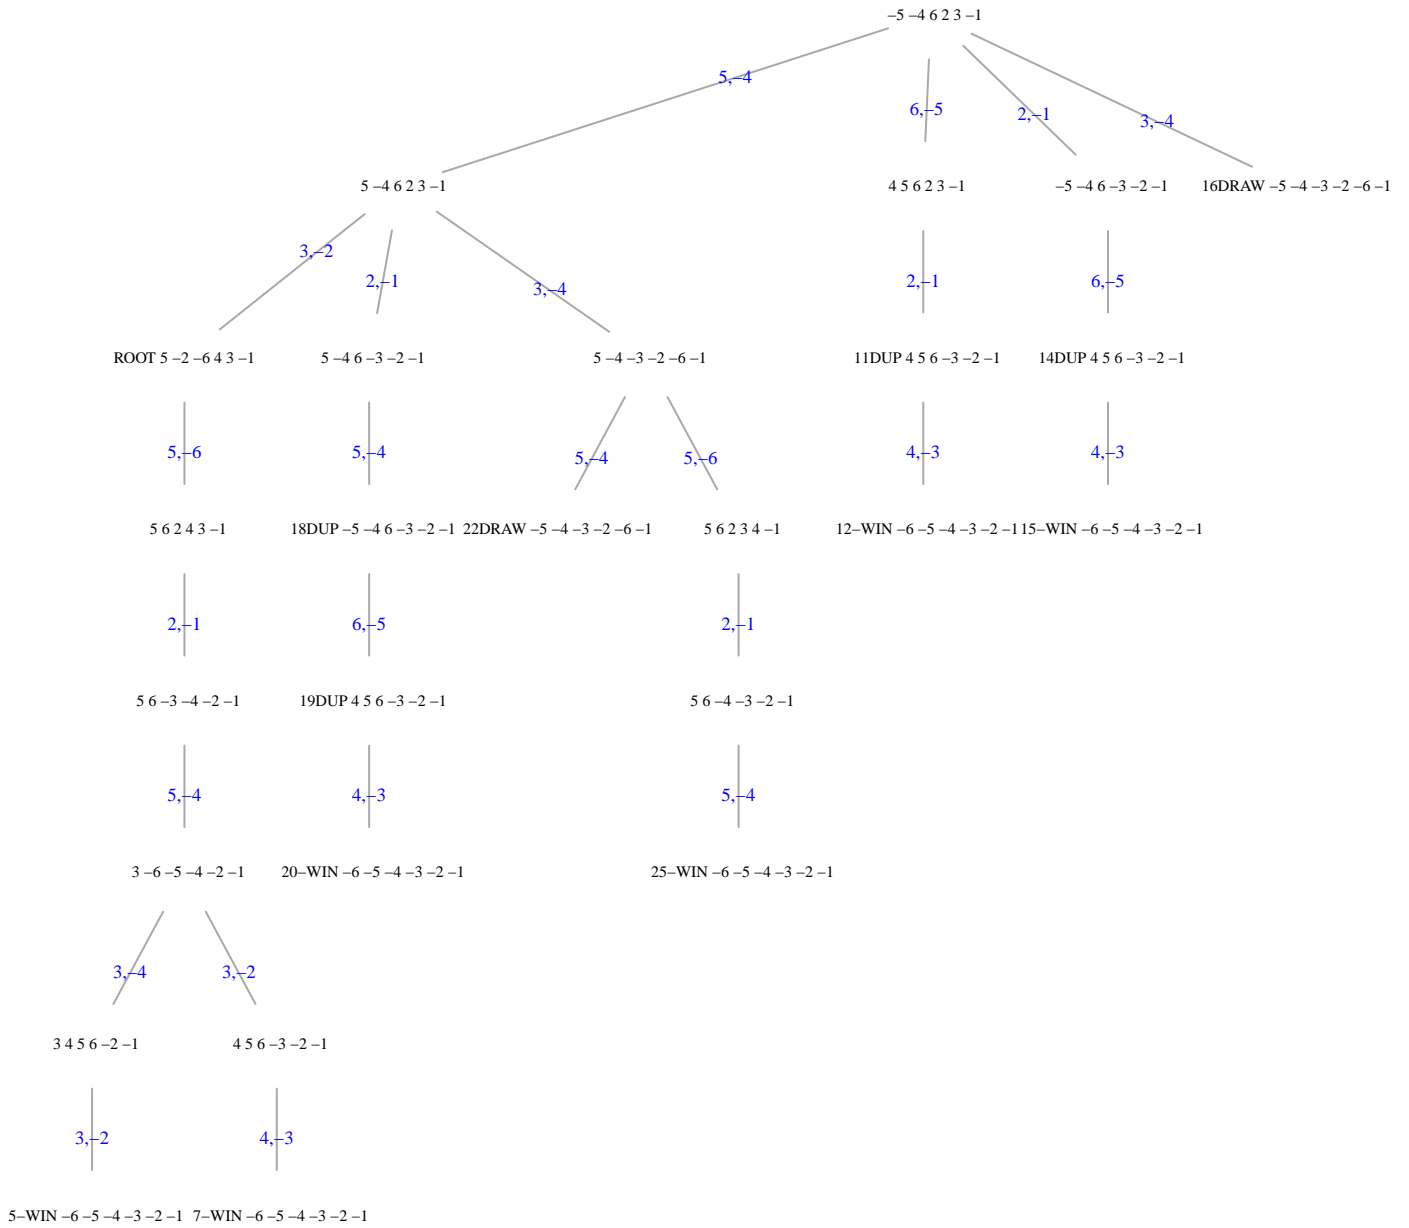 –5 –4 6 2 3 –1
5,–4
6,–5
2,–1
3,–4
5 –4 6 2 3 –1
4 5 6 2 3 –1
–5 –4 6 –3 –2 –1
16DRAW –5 –4 –3 –2 –6 –1
3,–2
2,–1
3,–4
2,–1
6,–5
ROOT 5 –2 –6 4 3 –1
5 –4 6 –3 –2 –1
5 –4 –3 –2 –6 –1
11DUP 4 5 6 –3 –2 –1
14DUP 4 5 6 –3 –2 –1
5,–6
5,–4
5,–4
5,–6
4,–3
4,–3
5 6 2 4 3 –1
18DUP –5 –4 6 –3 –2 –1
22DRAW –5 –4 –3 –2 –6 –1
5 6 2 3 4 –1
12–WIN –6 –5 –4 –3 –2 –1
15–WIN –6 –5 –4 –3 –2 –1
2,–1
6,–5
2,–1
5 6 –3 –4 –2 –1
19DUP 4 5 6 –3 –2 –1
5 6 –4 –3 –2 –1
5,–4
4,–3
5,–4
3 –6 –5 –4 –2 –1
20–WIN –6 –5 –4 –3 –2 –1
25–WIN –6 –5 –4 –3 –2 –1
3,–4
3,–2
3 4 5 6 –2 –1
4 5 6 –3 –2 –1
3,–2
4,–3
5–WIN –6 –5 –4 –3 –2 –1
7–WIN –6 –5 –4 –3 –2 –1